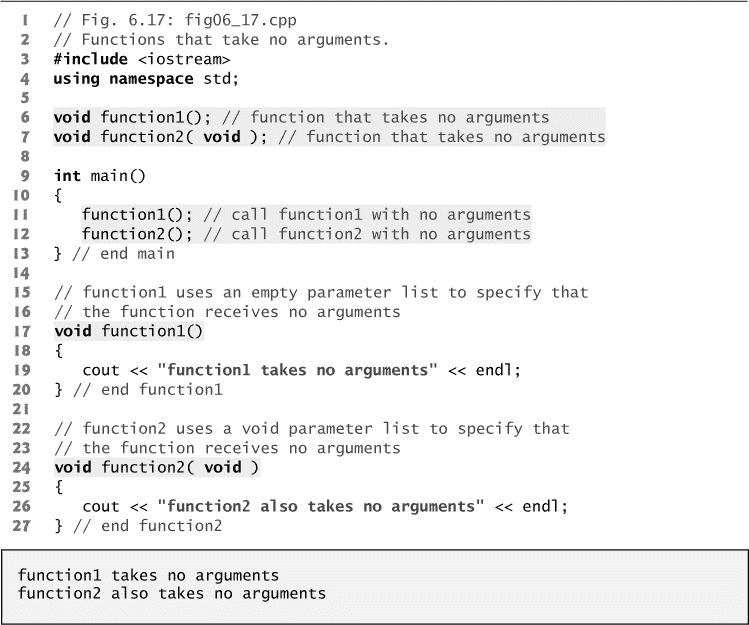 1 // Fig. 6.17: fig06_17.cpp
2 // Functions that take no arguments.
3 #include <iostream>
4 using namespace std;
5
6 void function1(); // function that takes no arguments
7 void function2( void ); // function that takes no arguments
8
9 int main()
10 {
11    function1(); // call function1 with no arguments
12    function2(); // call function2 with no arguments
13 } // end main
14
15 // function1 uses an empty parameter list to specify that
16 // the function receives no arguments
17 void function1()
18 {
19    cout << "function1 takes no arguments" << endl;
20 } // end function1
21
22 // function2 uses a void parameter list to specify that
23 // the function receives no arguments
24 void function2( void )
25 {
26    cout << "function2 also takes no arguments" << endl;
27 } // end function2
function1 takes no arguments
function2 also takes no arguments